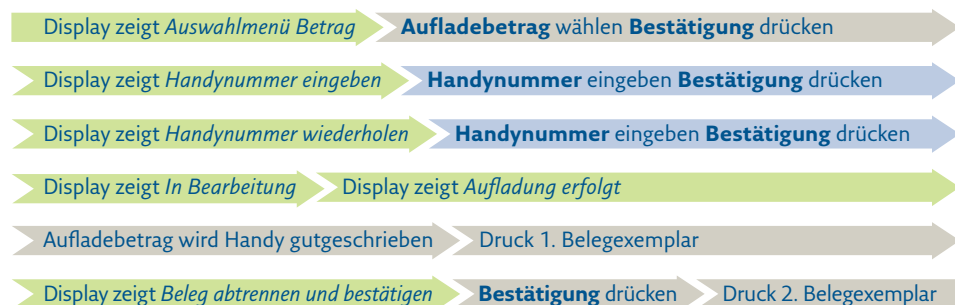 Display zeigt Auswahlmenü Betrag Aufladebetrag wählen Bestätigung drücken
Display zeigt Handynummer eingeben Handynummer eingeben Bestätigung drücken
Display zeigt Handynummer wiederholen Handynummer eingeben Bestätigung drücken
Display zeigt In Bearbeitung Display zeigt Aufladung erfolgt
Aufladebetrag wird Handy gutgeschrieben Druck 1. Belegexemplar
Display zeigt Beleg abtrennen und bestätigen Bestätigung drücken Druck 2. Belegexemplar